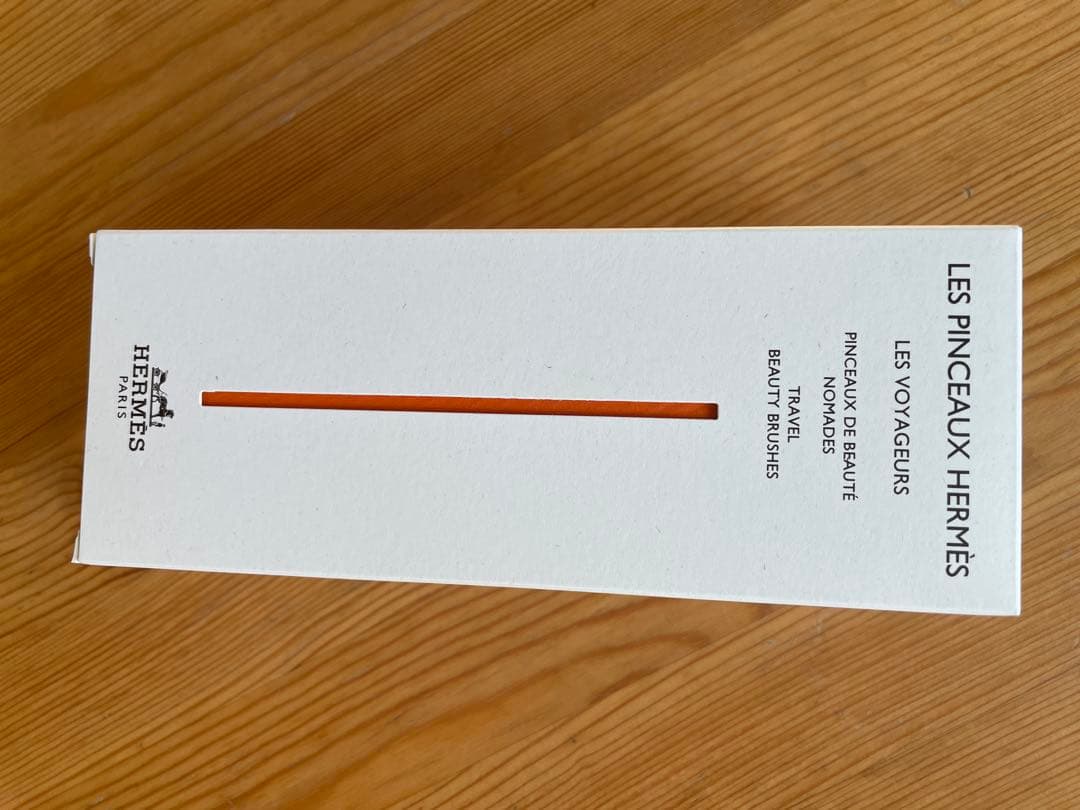 LES PINCEAUX HERMÈS
LES VOYAGEURS
PINCEAUX DE BEAUTÉ
NOMADES
TRAVEL
BEAUTY BRUSHES
HERMÈS
PARIS